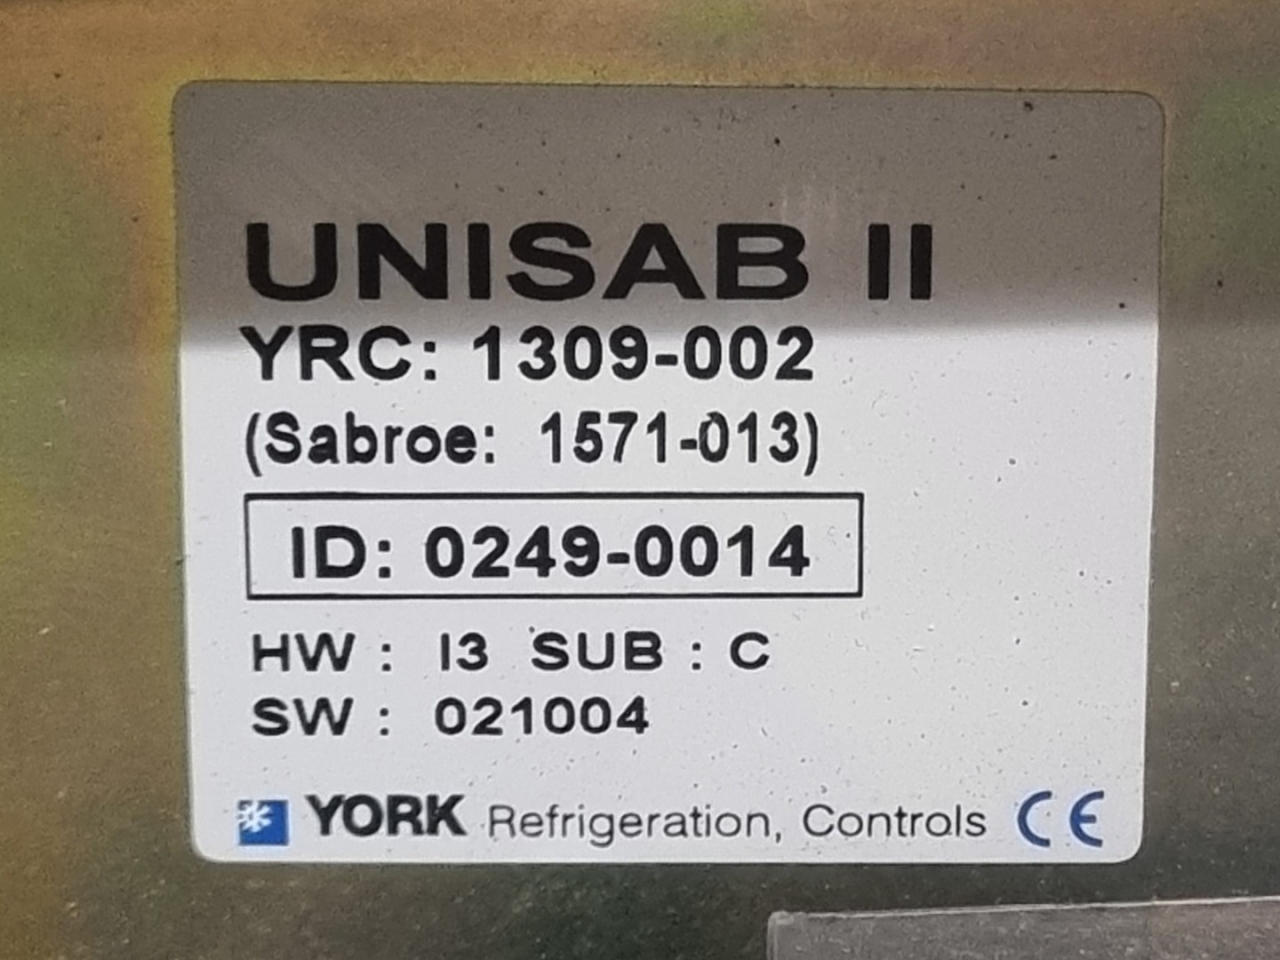 UNISAB II
YRC: 1309-002
(Sabroe: 1571-013)
ID: 0249-0014
HW : I3 SUB : C
SW : 021004
YORK Refrigeration, Controls CE